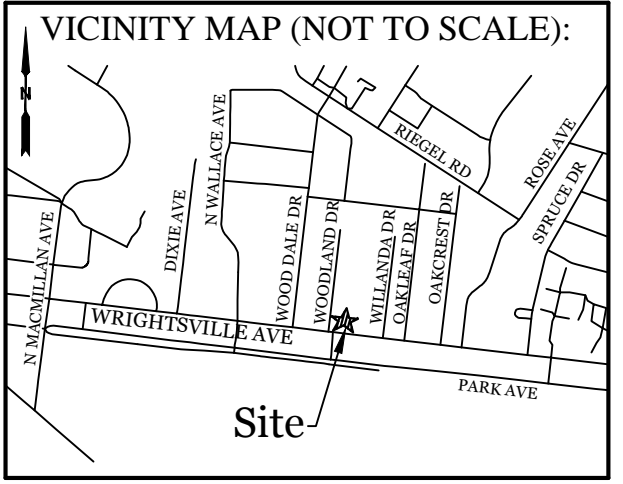 VICINITY MAP (NOT TO SCALE):
N
RIEGEL RD
ROSE AVE
SPRUCE DR
N WALLACE AVE
DIXIE AVE
N MACMILLAN AVE
WOOD DALE DR
WOODLAND DR
WILLANDA DR
OAKLEAF DR
OAKCREST DR
WRIGHTSVILLE AVE
PARK AVE
Site